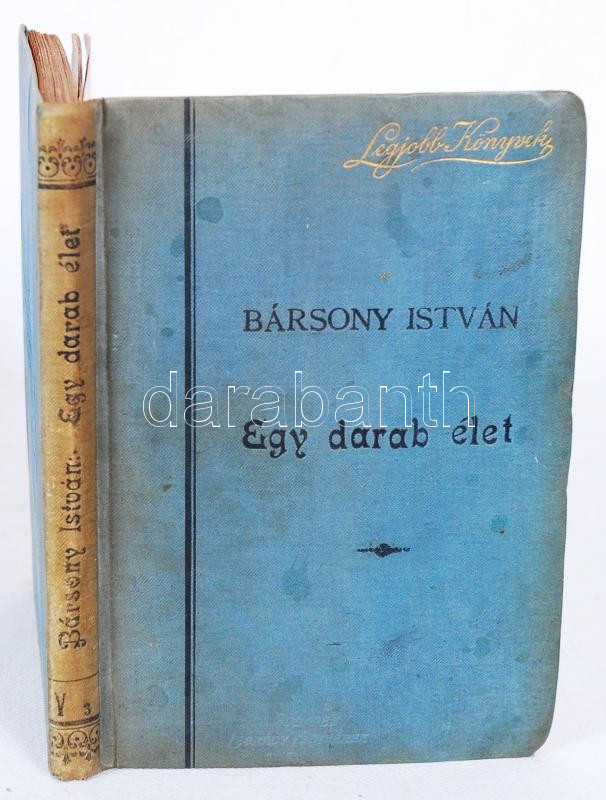 Legjobb Könyvek
BÁRSONY ISTVÁN
darabanth
Egy darab élet
Bársony István: Egy darab élet
V 3